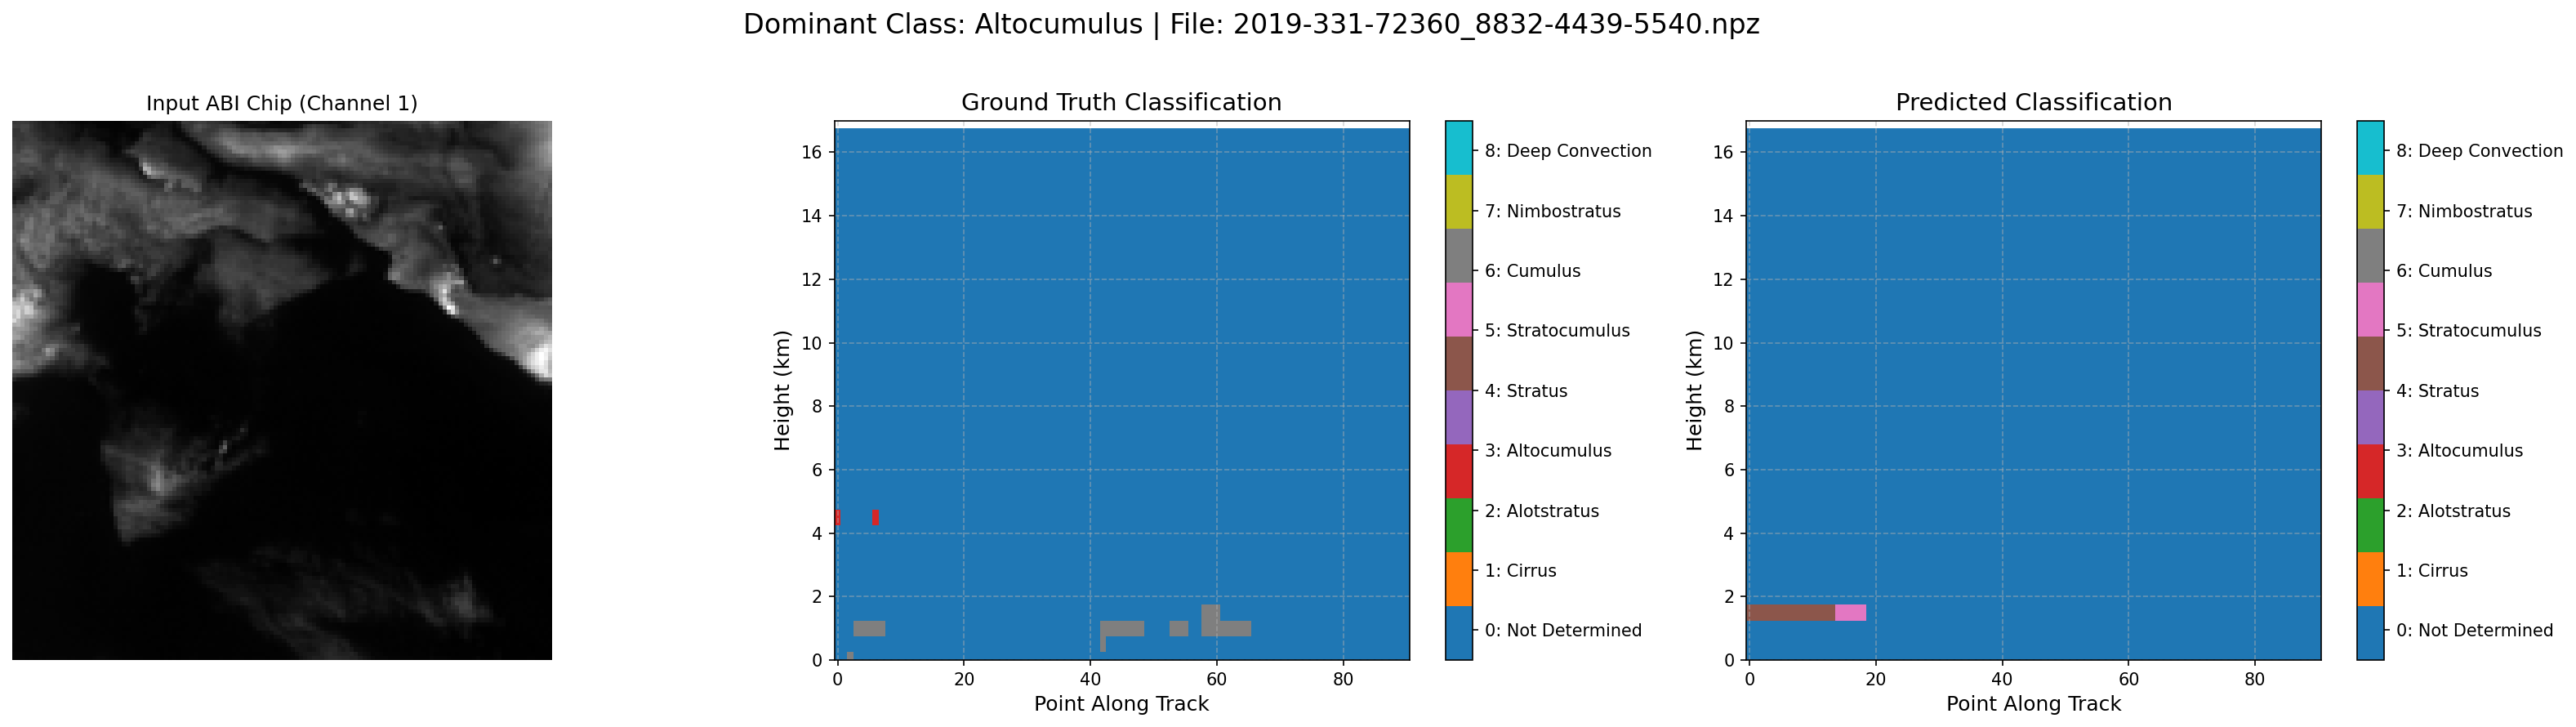 Dominant Class: Altocumulus | File: 2019-331-72360_8832-4439-5540.npz
Input ABI Chip (Channel 1)
Ground Truth Classification
Height (km)
16
14
12
10
8
6
4
2
0
0
20
40
60
80
Point Along Track
8: Deep Convection
7: Nimbostratus
6: Cumulus
5: Stratocumulus
4: Stratus
3: Altocumulus
2: Alotstratus
1: Cirrus
0: Not Determined
Predicted Classification
Height (km)
16
14
12
10
8
6
4
2
0
0
20
40
60
80
Point Along Track
8: Deep Convection
7: Nimbostratus
6: Cumulus
5: Stratocumulus
4: Stratus
3: Altocumulus
2: Alotstratus
1: Cirrus
0: Not Determined